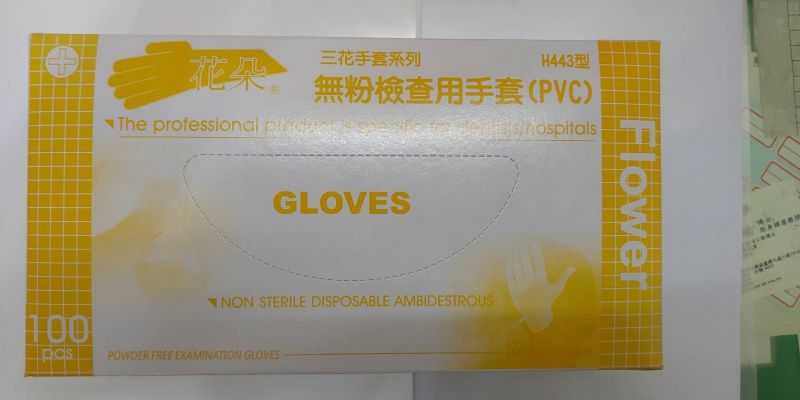 花朵®
三花手套系列
H443型
無粉檢查用手套(PVC)
The professional product is specific for dentists/hospitals
GLOVES
Flower
NON STERILE DISPOSABLE AMBIDESTROUS
100
pcs
POWDER FREE EXAMINATION GLOVES